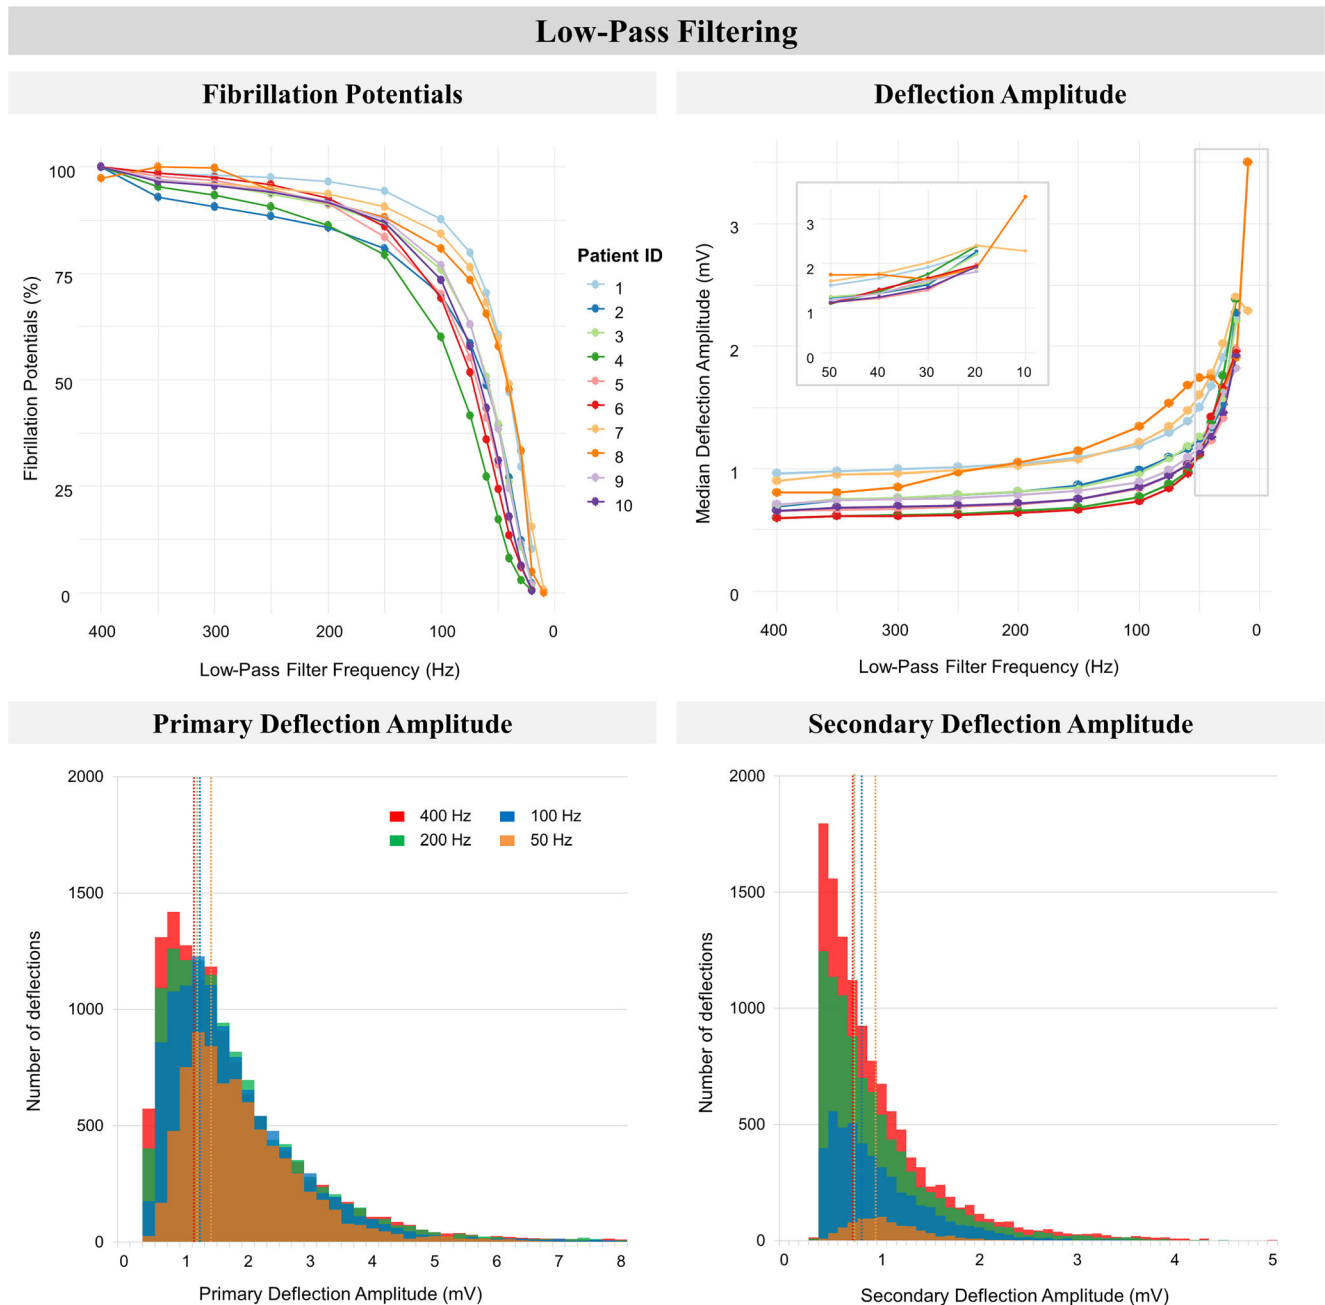 Low-Pass Filtering
Fibrillation Potentials
Deflection Amplitude
Fibrillation Potentials (%)
100
75
50
25
0
400 300 200 100 0
Low-Pass Filter Frequency (Hz)
Patient ID
1
2
3
4
5
6
7
8
9
10
Median Deflection Amplitude (mV)
3
2
1
0
3
2
1
0
50 40 30 20 10
400 300 200 100 0
Low-Pass Filter Frequency (Hz)
Primary Deflection Amplitude
Secondary Deflection Amplitude
Number of deflections
2000
1500
1000
500
0
400 Hz 100 Hz
200 Hz 50 Hz
0 1 2 3 4 5 6 7 8
Primary Deflection Amplitude (mV)
Number of deflections
2000
1500
1000
500
0
0 1 2 3 4 5
Secondary Deflection Amplitude (mV)